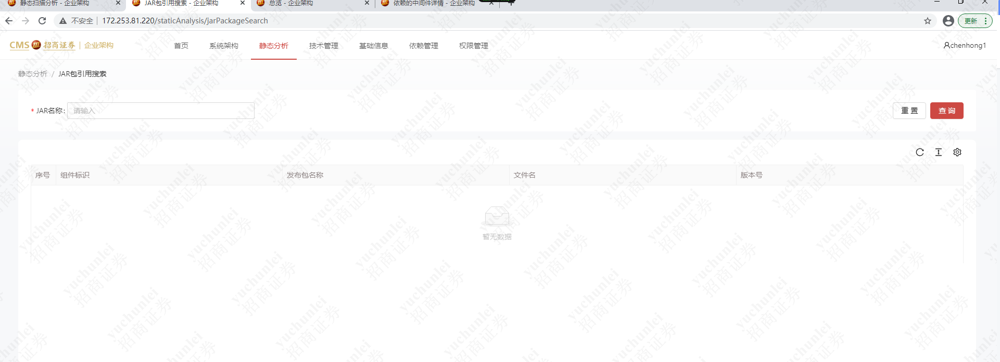 静态扫描分析 - 企业架构
JAR包引用搜索 - 企业架构
总览 - 企业架构
依赖的中间件详情 - 企业架构
不安全
172.253.81.220/staticAnalysis/jarPackageSearch
更新
CMS 招商证券 | 企业架构
首页 系统架构 静态分析 技术管理 基础信息 依赖管理 权限管理
chenhong1
静态分析 / JAR包引用搜索
* JAR名称: 请输入
重置 查询
序号 组件标识 发布包名称 文件名 版本号
暂无数据
yuchunlei
招商证券